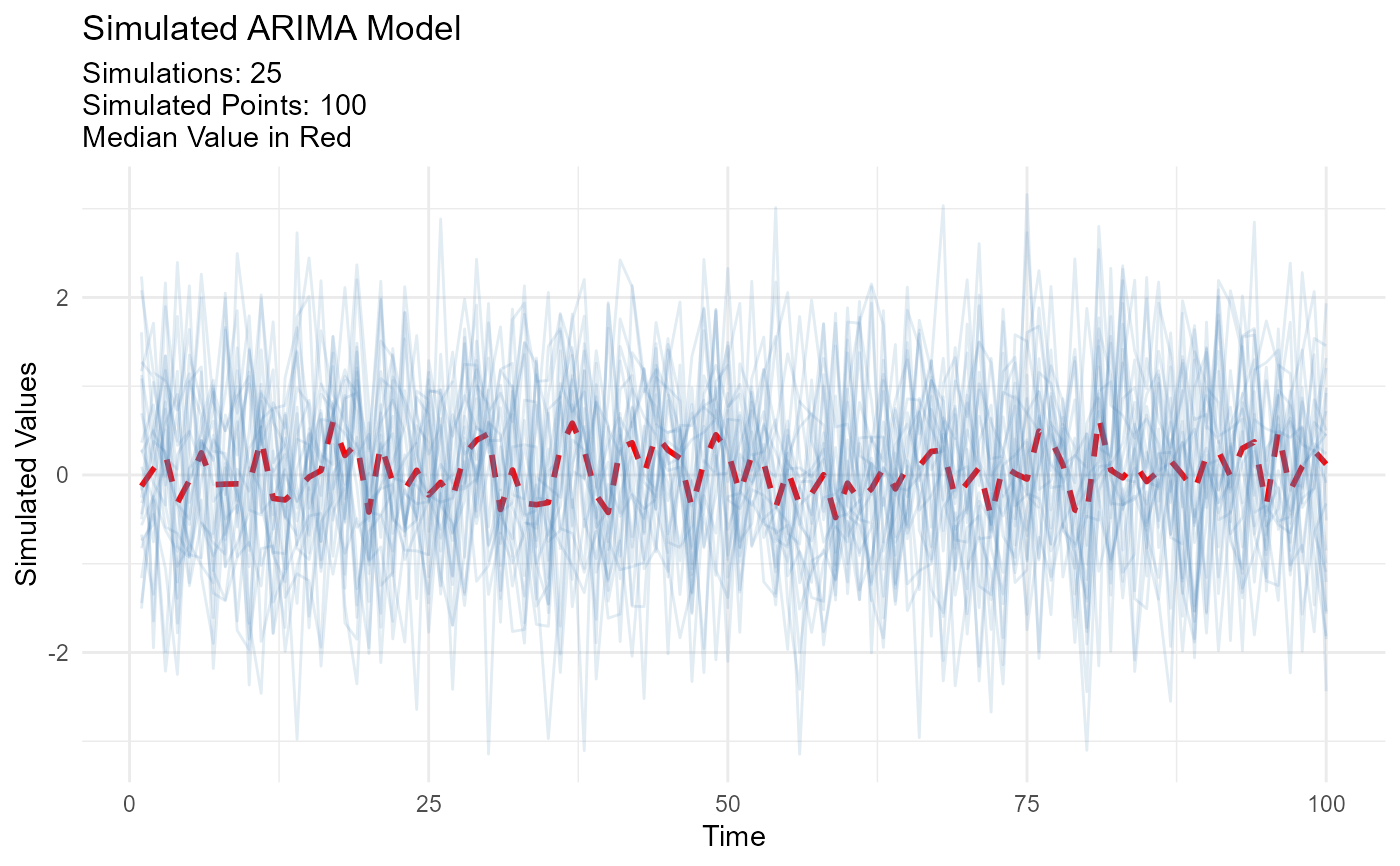 Simulated ARIMA Model
Simulations: 25
Simulated Points: 100
Median Value in Red
Simulated Values
2
0
-2
0
25
50
75
100
Time